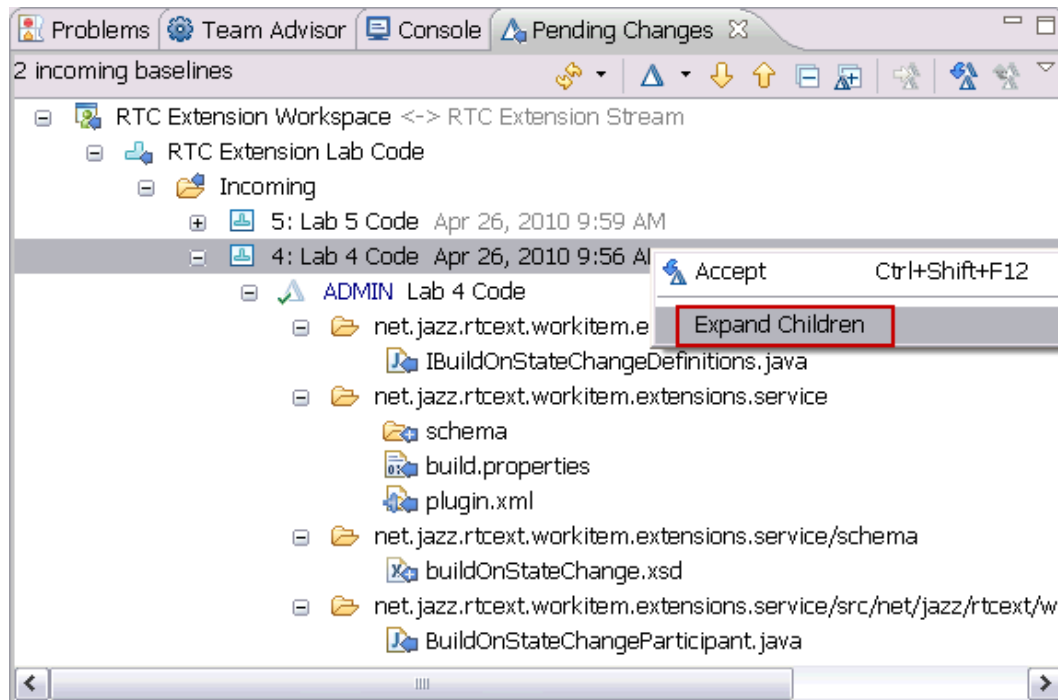 Problems Team Advisor Console Pending Changes
2 incoming baselines
RTC Extension Workspace <-> RTC Extension Stream
RTC Extension Lab Code
Incoming
5: Lab 5 Code Apr 26, 2010 9:59 AM
4: Lab 4 Code Apr 26, 2010 9:56 AM
Accept Ctrl+Shift+F12
ADMIN Lab 4 Code
Expand Children
net.jazz.rtcext.workitem.e
IBuildOnStateChangeDefinitions.java
net.jazz.rtcext.workitem.extensions.service
schema
build.properties
plugin.xml
net.jazz.rtcext.workitem.extensions.service/schema
buildOnStateChange.xsd
net.jazz.rtcext.workitem.extensions.service/src/net/jazz/rtcext/w
BuildOnStateChangeParticipant.java